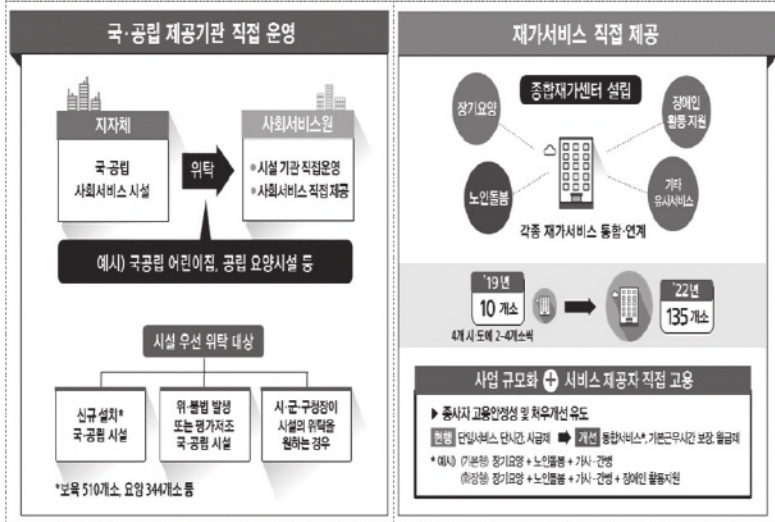 국·공립 제공기관 직접 운영
지자체
국·공립
사회서비스 시설
위탁
사회서비스원
●시설 기관 직접운영
●사회서비스 직접 제공
예시) 국공립 어린이집, 공립 요양시설 등
시설 우선 위탁 대상
신규 설치*
국·공립 시설
위·불법 발생
또는 평가저조
국·공립 시설
시·군·구청장이
시설의 위탁을
원하는 경우
*보육 510개소, 요양 344개소 등
재가서비스 직접 제공
종합재가센터 설립
장기요양
장애인
활동 지원
노인돌봄
기타
유사서비스
각종 재가서비스 통합·연계
'19년
10 개소
4개 시·도에 2~4개소씩
'22년
135 개소
사업 규모화 + 서비스 제공자 직접 고용
▶ 종사자 고용안정성 및 처우개선 유도
현행 단일서비스, 단시간, 시급제 ➡ 개선 통합서비스*, 기본근무시간 보장, 월급제
* 예시) (기본형) 장기요양 + 노인돌봄 + 가사·간병
(확장형) 장기요양 + 노인돌봄 + 가사·간병 + 장애인 활동지원